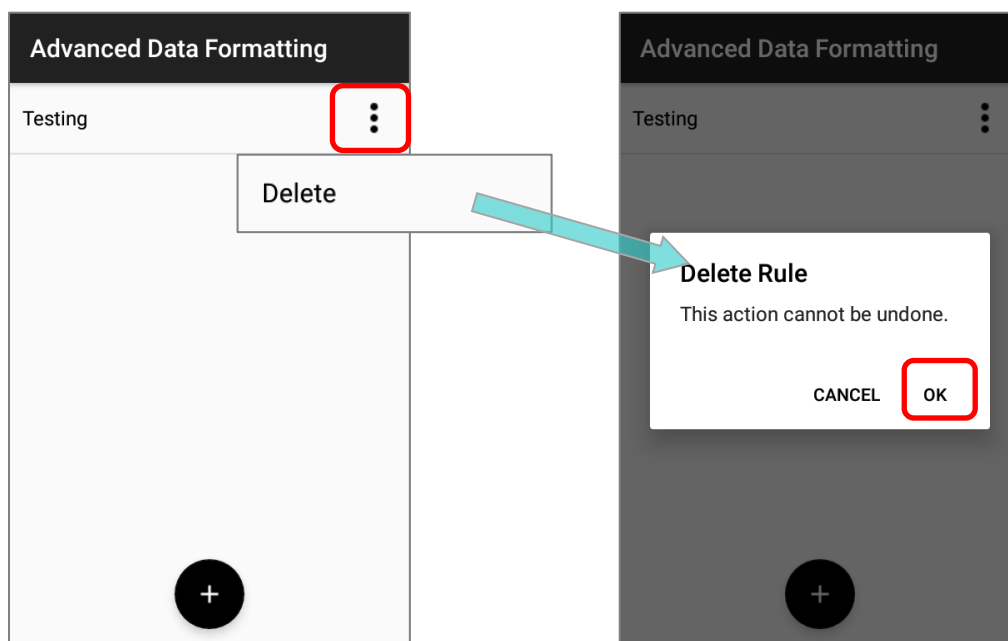 Advanced Data Formatting
Testing
Delete
Advanced Data Formatting
Testing
Delete Rule
This action cannot be undone.
CANCEL OK